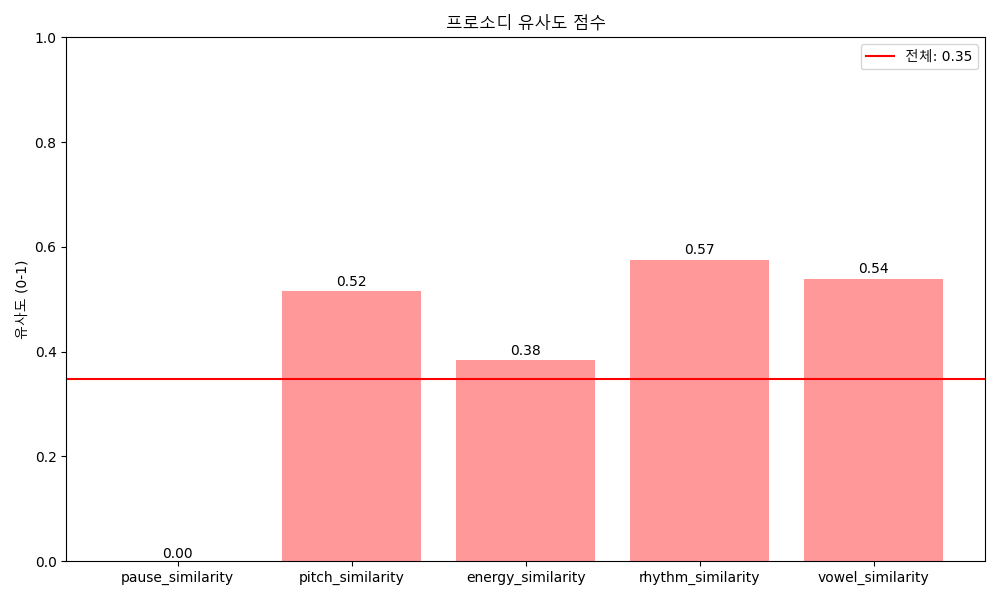 프로소디 유사도 점수
전체: 0.35
유사도 (0-1)
1.0
0.8
0.6
0.4
0.2
0.0
0.00
0.52
0.38
0.57
0.54
pause_similarity
pitch_similarity
energy_similarity
rhythm_similarity
vowel_similarity